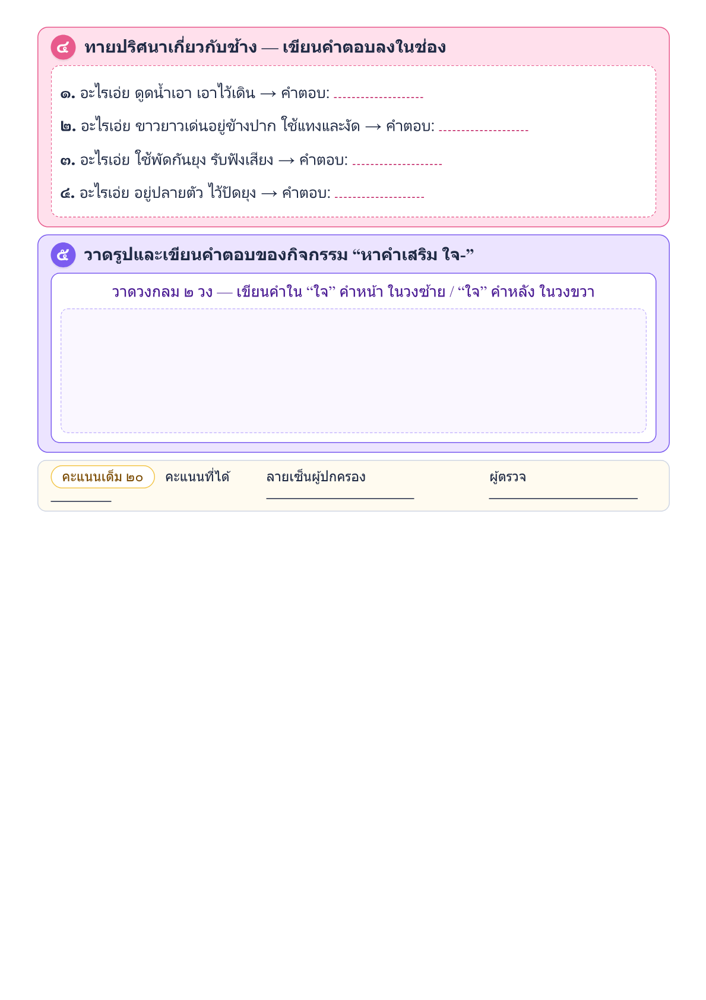 ๔ ทายปริศนาเกี่ยวกับช้าง — เขียนคำตอบลงในช่อง
๑. อะไรเอ่ย ดูดน้ำเอา เอาไว้เดิน → คำตอบ:
๒. อะไรเอ่ย ขาวยาวเด่นอยู่ข้างปาก ใช้แทงและงัด → คำตอบ:
๓. อะไรเอ่ย ใช้พัดกันยุง รับฟังเสียง → คำตอบ:
๔. อะไรเอ่ย อยู่ปลายตัว ไว้ปัดยุง → คำตอบ:
๕ วาดรูปและเขียนคำตอบของกิจกรรม “หาคำเสริม ใจ-”
วาดวงกลม ๒ วง — เขียนคำใน “ใจ” คำหน้า ในวงซ้าย / “ใจ” คำหลัง ในวงขวา
คะแนนเต็ม ๒๐ คะแนนที่ได้ ลายเซ็นผู้ปกครอง ผู้ตรวจ